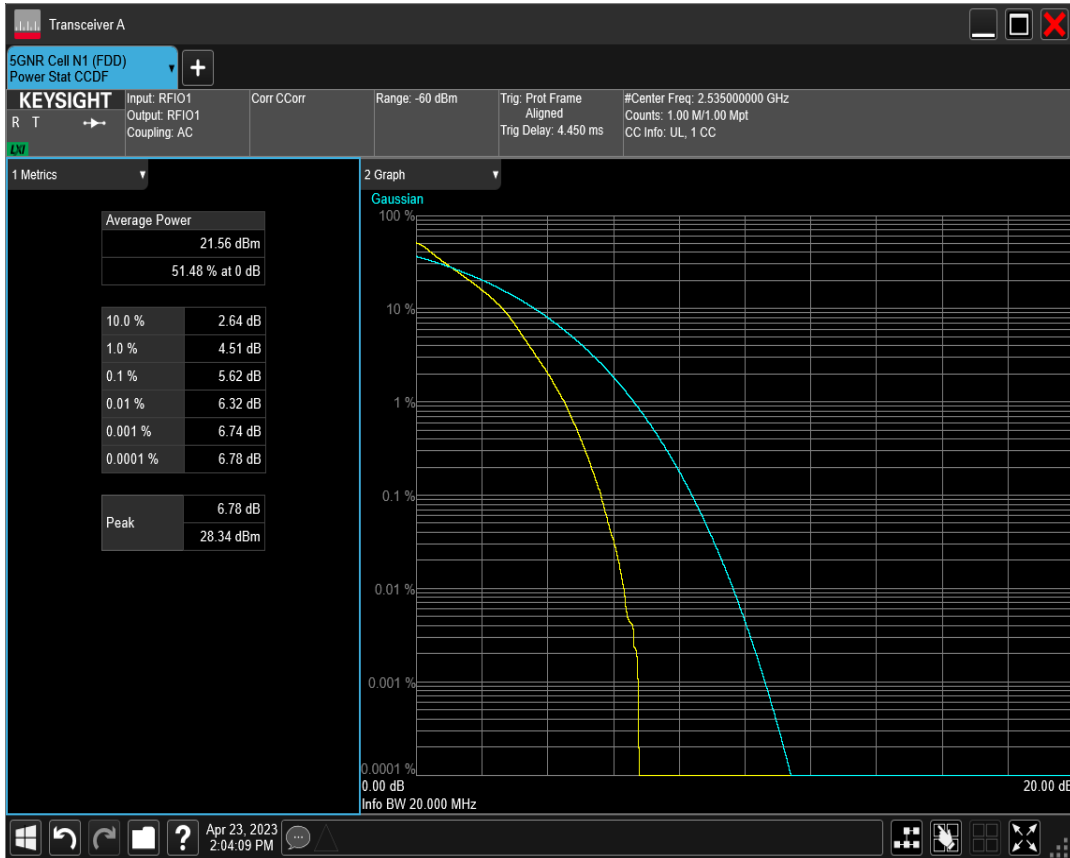 Transceiver A
5GNR Cell N1 (FDD)
Power Stat CCDF
+
KEYSIGHT
R T
LXI
Input: RFIO1
Output: RFIO1
Coupling: AC
Corr CCorr
Range: -60 dBm
Trig: Prot Frame
Aligned
Trig Delay: 4.450 ms
#Center Freq: 2.535000000 GHz
Counts: 1.00 M/1.00 Mpt
CC Info: UL, 1 CC
1 Metrics
Average Power
21.56 dBm
51.48 % at 0 dB
10.0 % 2.64 dB
1.0 % 4.51 dB
0.1 % 5.62 dB
0.01 % 6.32 dB
0.001 % 6.74 dB
0.0001 % 6.78 dB
Peak
6.78 dB
28.34 dBm
2 Graph
Gaussian
100 %
10 %
1 %
0.1 %
0.01 %
0.001 %
0.0001 %
0.00 dB 20.00 dB
Info BW 20.000 MHz
?
Apr 23, 2023
2:04:09 PM